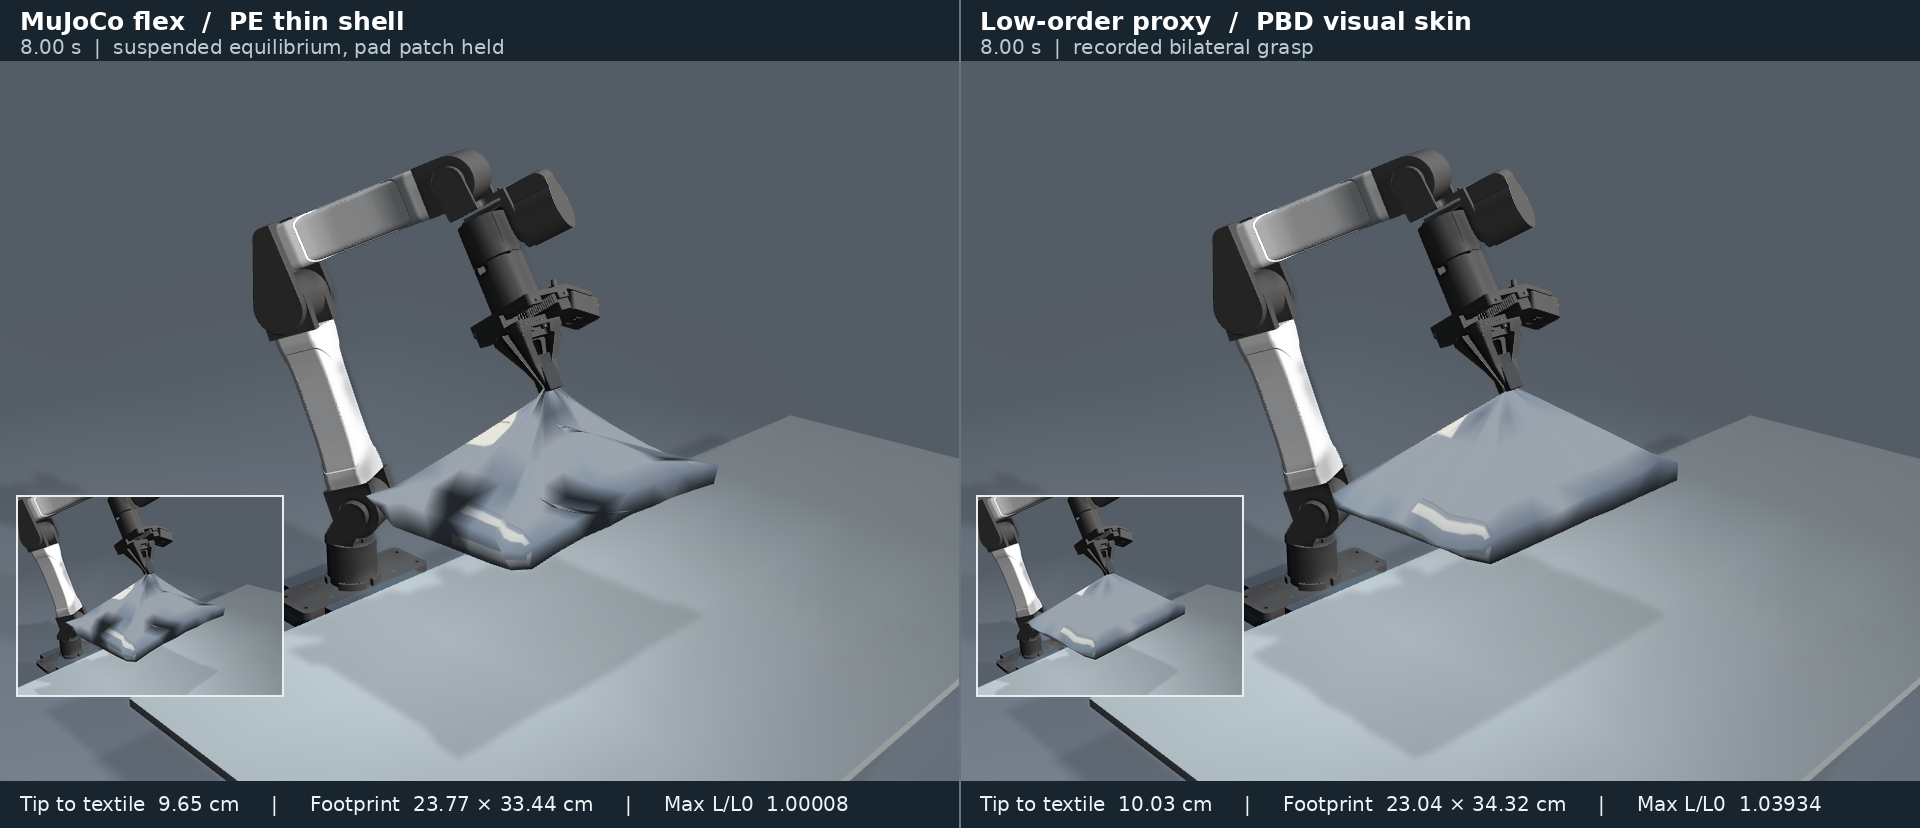 MuJoCo flex / PE thin shell
8.00 s | suspended equilibrium, pad patch held
Low-order proxy / PBD visual skin
8.00 s | recorded bilateral grasp
Tip to textile 9.65 cm | Footprint 23.77 × 33.44 cm | Max L/L0 1.00008
Tip to textile 10.03 cm | Footprint 23.04 × 34.32 cm | Max L/L0 1.03934